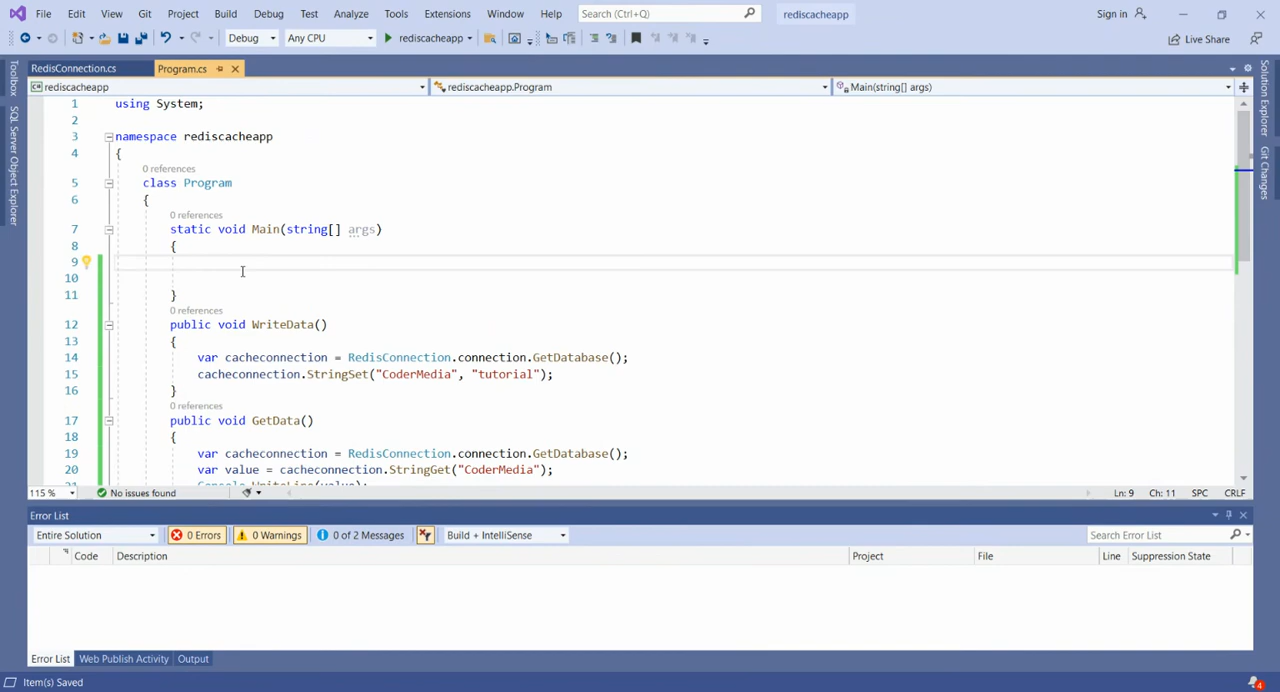 File Edit View Git Project Build Debug Test Analyze Tools Extensions Window Help Search (Ctrl+Q) rediscacheapp Sign in
Debug Any CPU rediscacheapp Live Share
RedisConnection.cs Program.cs
rediscacheapp rediscacheapp.Program Main(string[] args)
Toolbox
SQL Server Object Explorer
Solution Explorer
Git Changes
1 using System;
2
3 namespace rediscacheapp
4 {
0 references
5 class Program
6 {
0 references
7 static void Main(string[] args)
8 {
9
10
11 }
0 references
12 public void WriteData()
13 {
14 var cacheconnection = RedisConnection.connection.GetDatabase();
15 cacheconnection.StringSet("CoderMedia", "tutorial");
16 }
0 references
17 public void GetData()
18 {
19 var cacheconnection = RedisConnection.connection.GetDatabase();
20 var value = cacheconnection.StringGet("CoderMedia");
21 Console.WriteLine(value);
115 % No issues found Ln: 9 Ch: 11 SPC CRLF
Error List
Entire Solution 0 Errors 0 Warnings 0 of 2 Messages Build + IntelliSense Search Error List
Code Description Project File Line Suppression State
Error List Web Publish Activity Output
Item(s) Saved 4